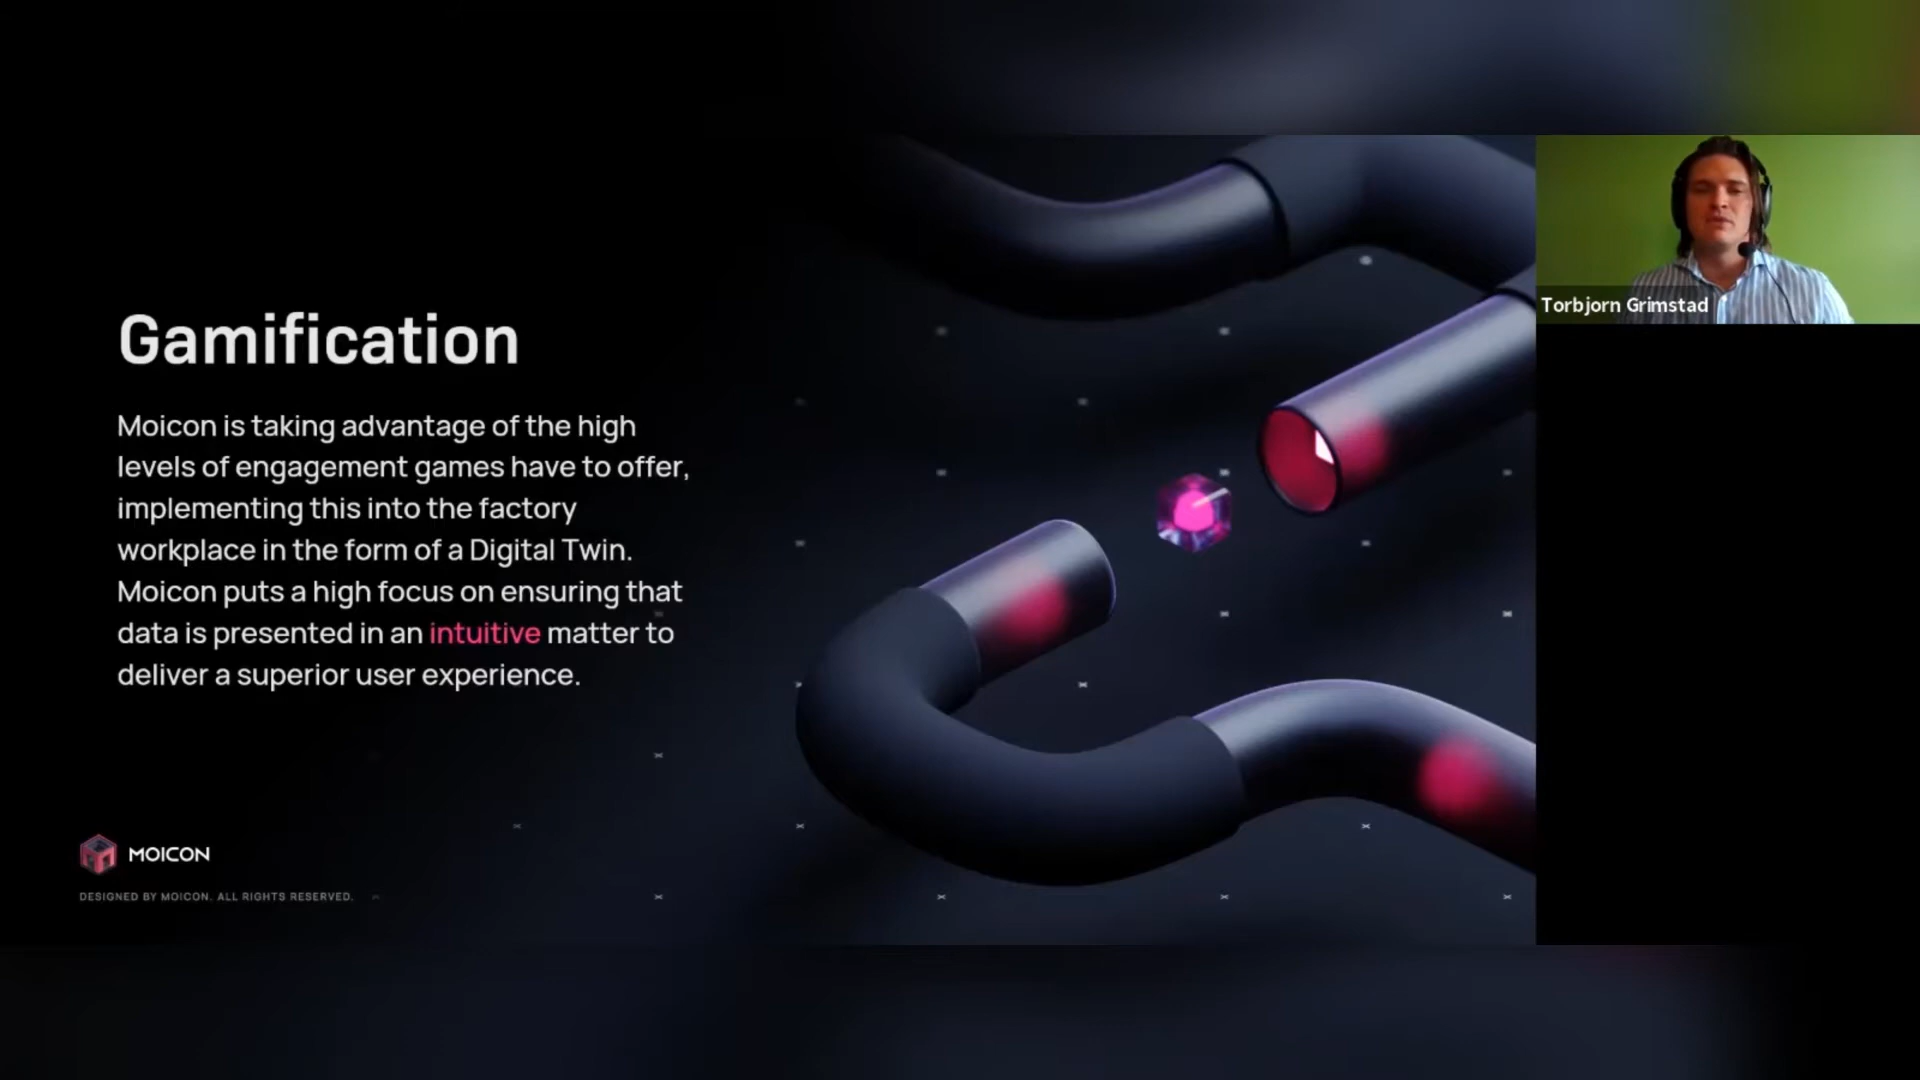 Gamification
Moicon is taking advantage of the high
levels of engagement games have to offer,
implementing this into the factory
workplace in the form of a Digital Twin.
Moicon puts a high focus on ensuring that
data is presented in an intuitive matter to
deliver a superior user experience.
MOICON
DESIGNED BY MOICON. ALL RIGHTS RESERVED.
Torbjorn Grimstad